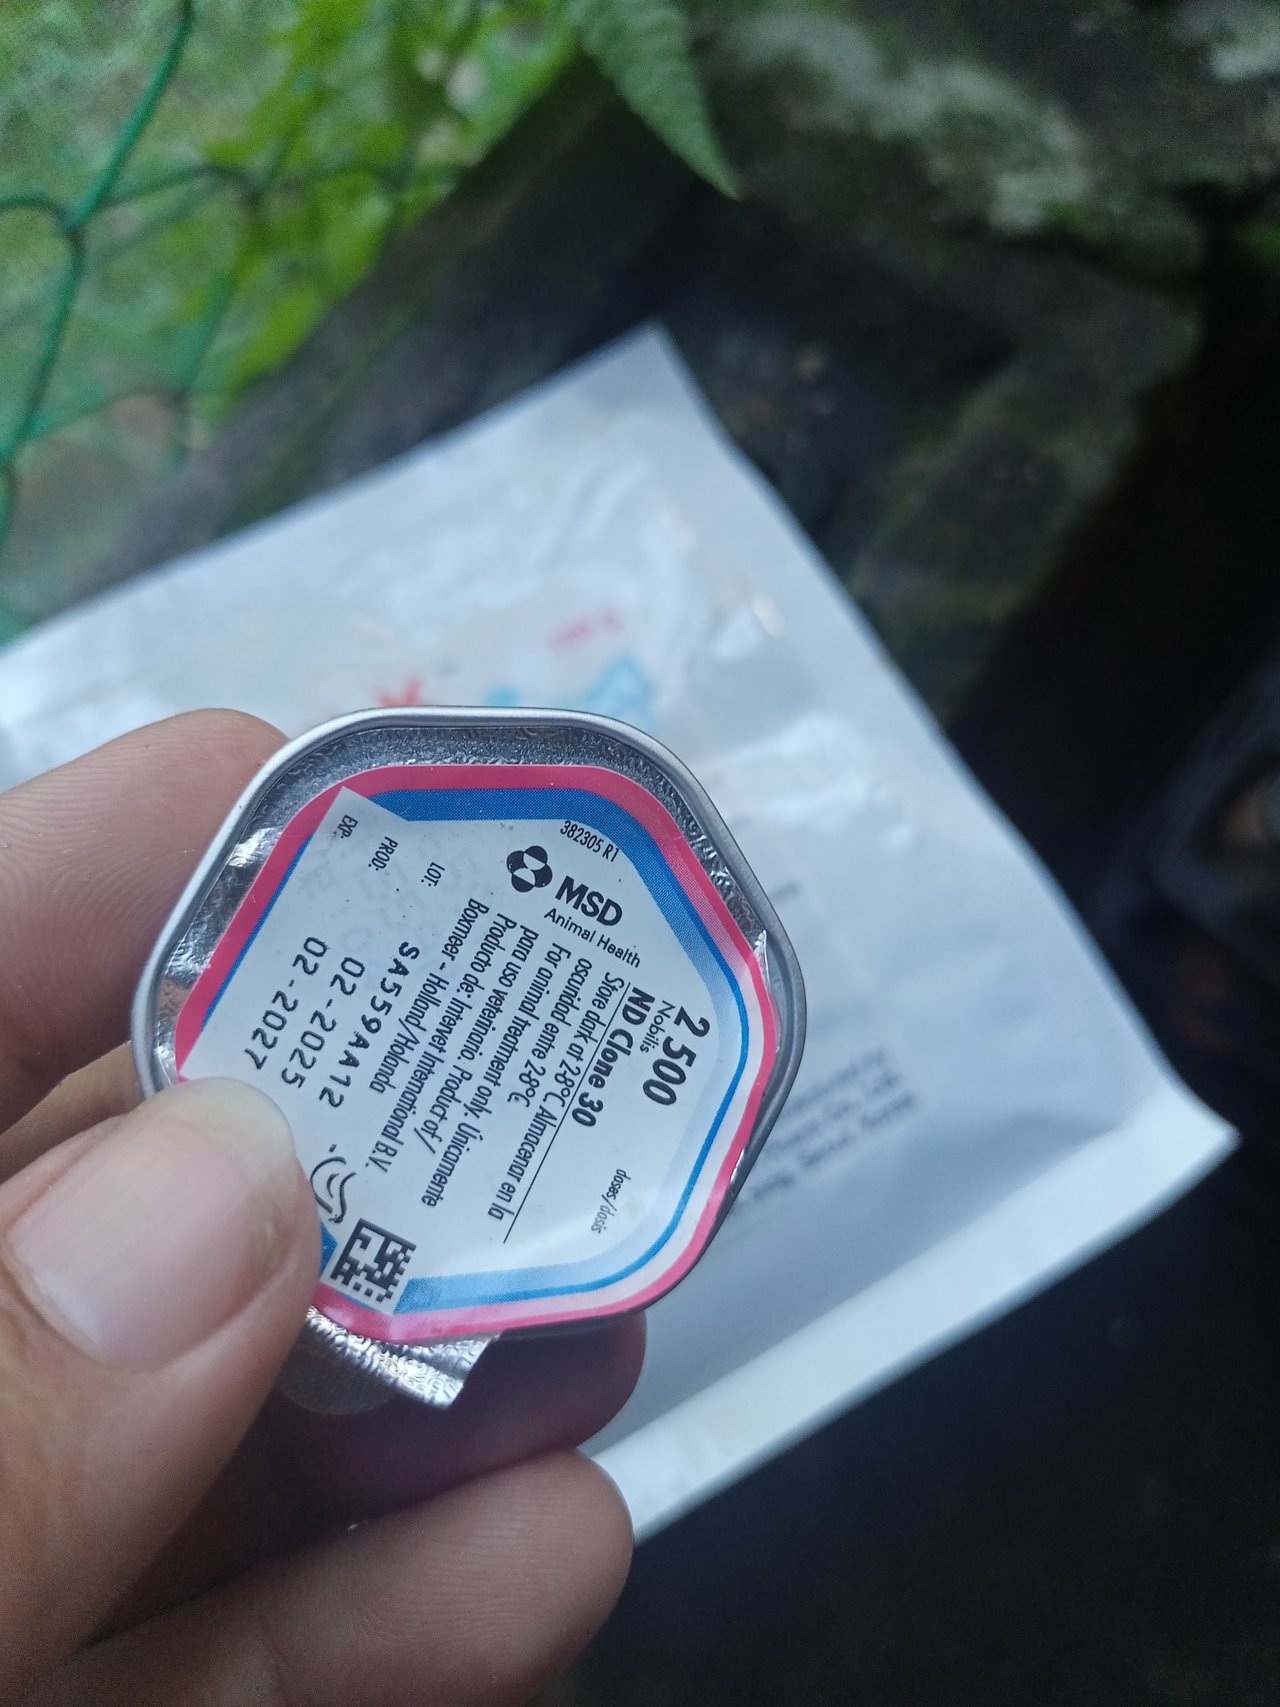 382305 R1
MSD
Animal Health
2 500
doses/dosis
Nobilis
ND Clone 30
Store dark at 28°C Almacenar en la
oscuridad entre 2-8°C
For animal treatment only. Únicamente
para uso veterinario. Product of/
Producto de: Intervet International B.V.
Boxmeer - Holland/Holanda
LOT: SA559AA12
PROD: 02-2025
EXP: 02-2027